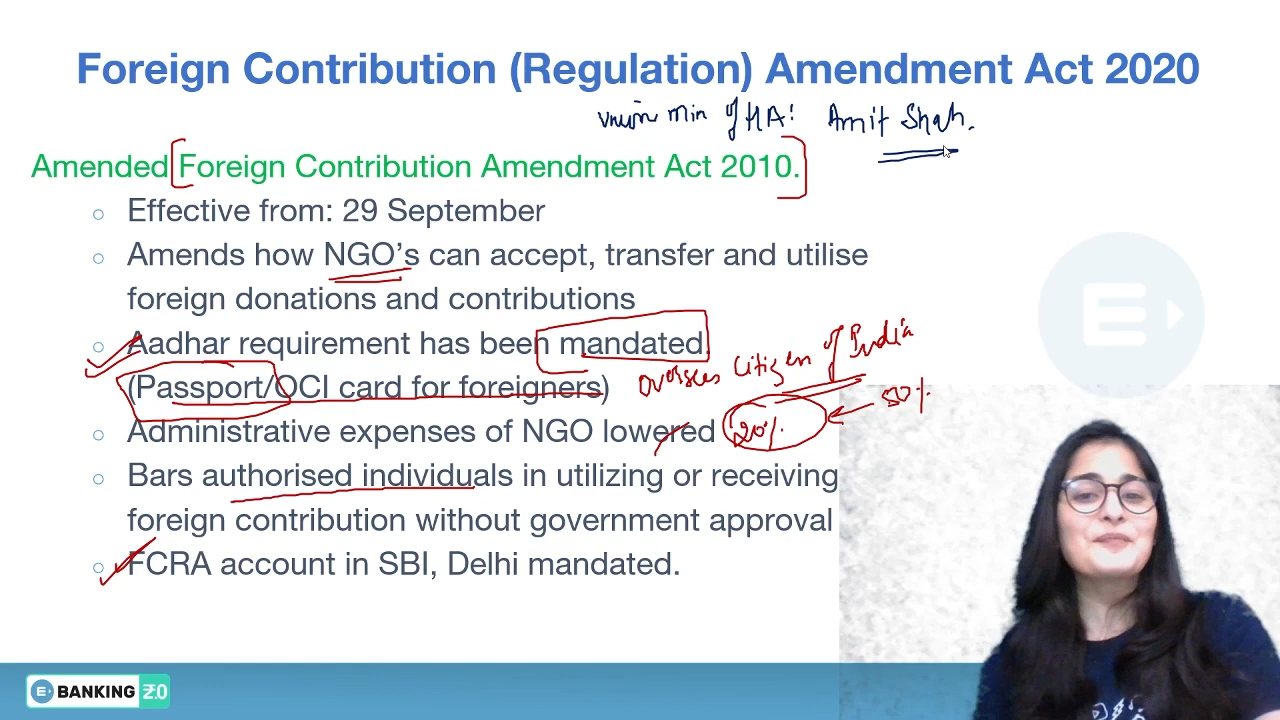 Foreign Contribution (Regulation) Amendment Act 2020
Union Min of HA: Amit Shah.
Amended Foreign Contribution Amendment Act 2010.
Effective from: 29 September
Amends how NGO's can accept, transfer and utilise
foreign donations and contributions
Aadhar requirement has been mandated.
(Passport/OCI card for foreigners)
Overseas Citizen of India
Administrative expenses of NGO lowered
20% 50%
Bars authorised individuals in utilizing or receiving
foreign contribution without government approval
FCRA account in SBI, Delhi mandated.
BANKING 2.0